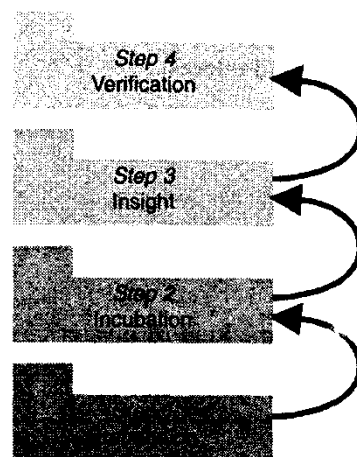 Step 4
Verification
Step 3
Insight
Step 2
Incubation